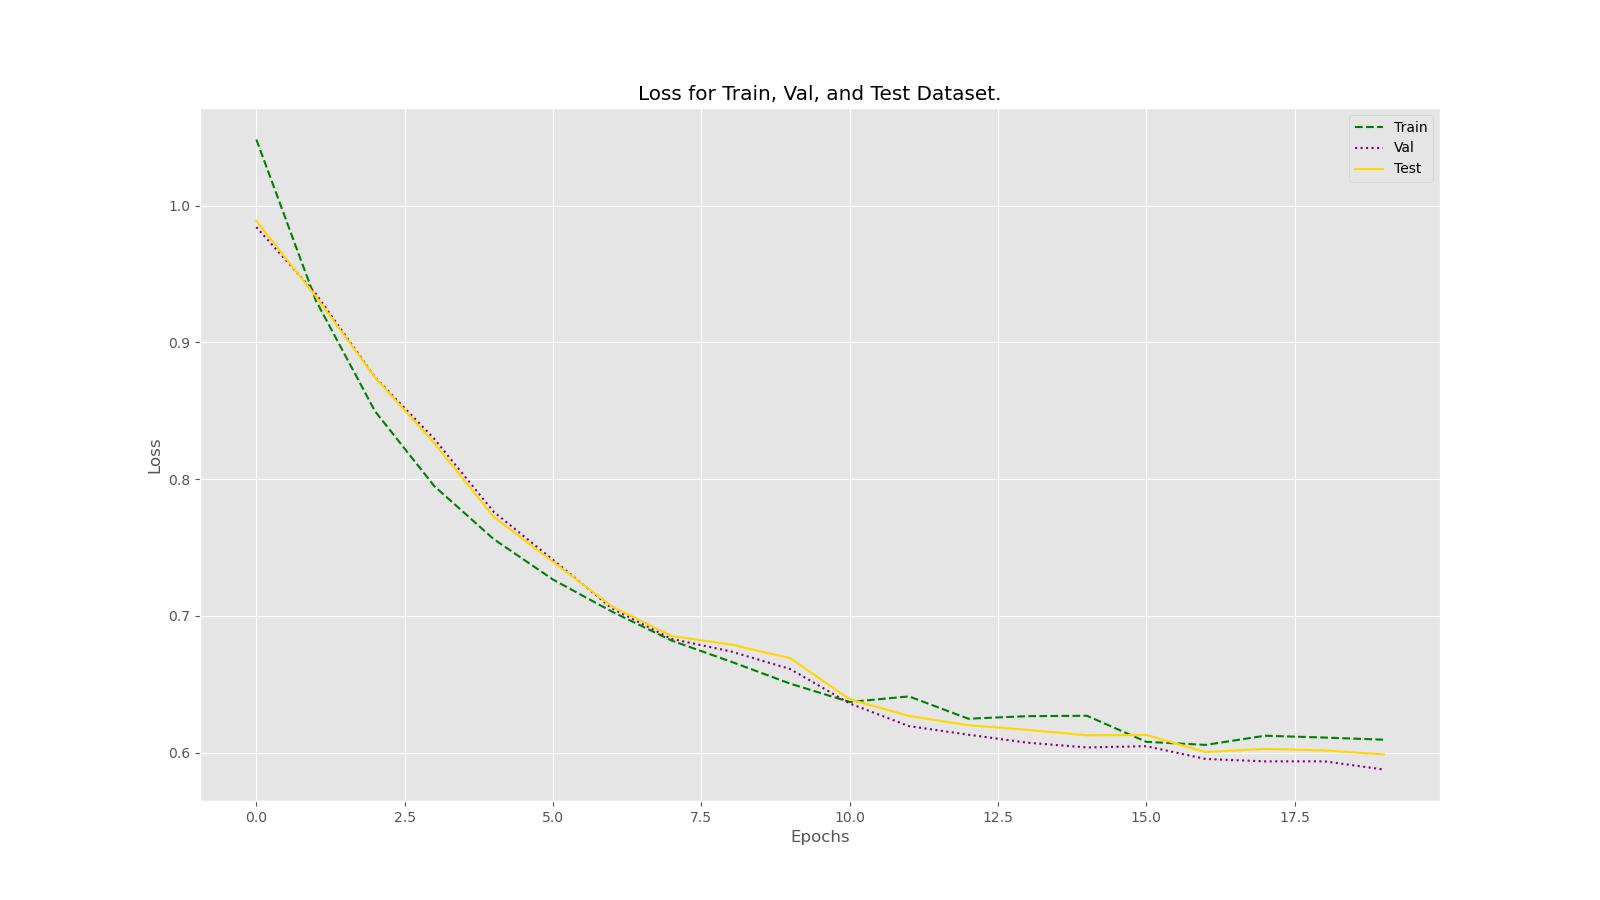 Loss for Train, Val, and Test Dataset.
Train
Val
Test
1.0
0.9
0.8
0.7
0.6
Loss
0.0 2.5 5.0 7.5 10.0 12.5 15.0 17.5
Epochs